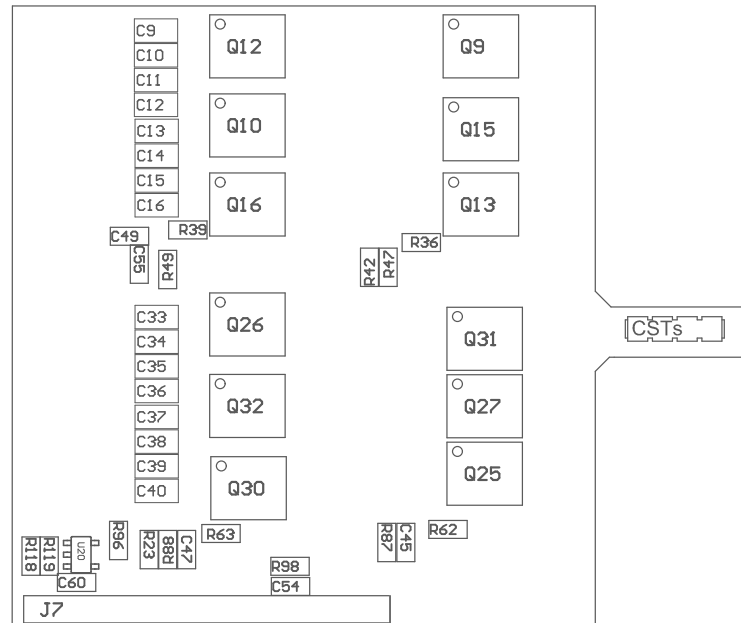 C9
Q12
Q9
C10
C11
C12
Q10
Q15
C13
C14
C15
C16
Q16
Q13
R39
C49
C55
R49
R36
R42
R47
C33
Q26
CSTs
C34
Q31
C35
C36
Q32
Q27
C37
C38
C39
C40
Q30
Q25
R118
R119
U20
R96
R23
R88
C47
R63
R87
C45
R62
C60
R98
C54
J7